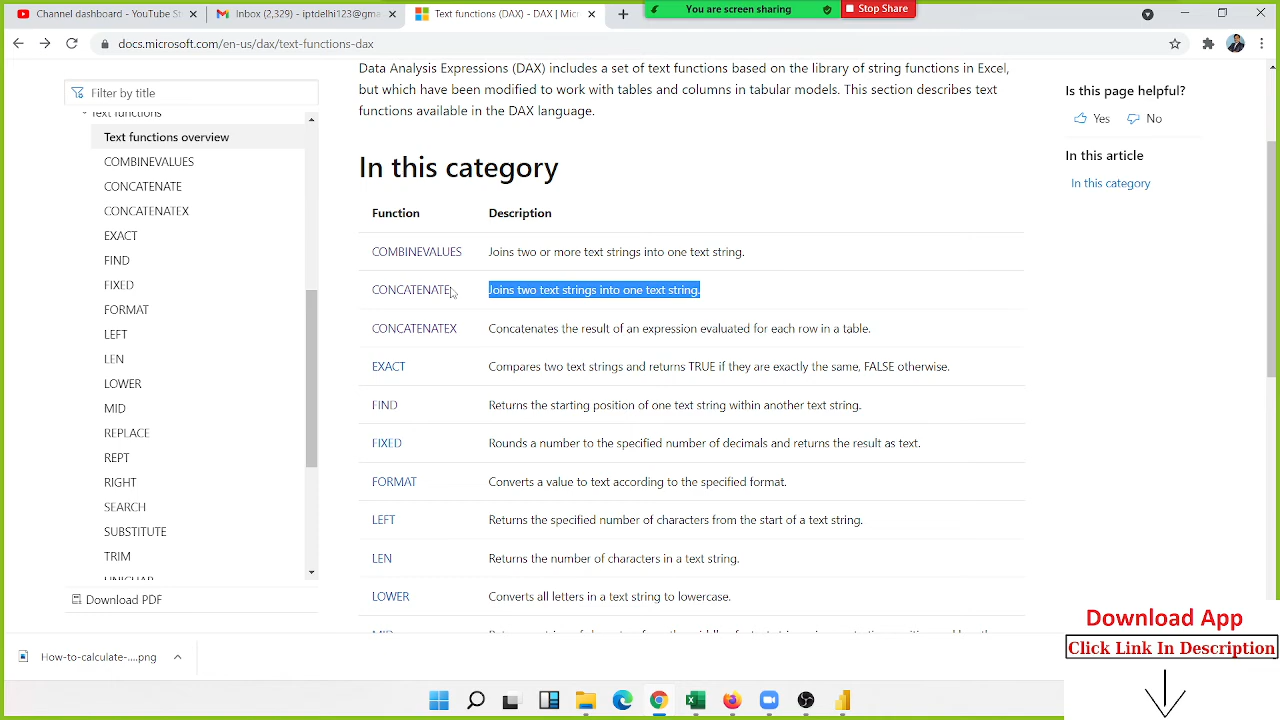 Channel dashboard - YouTube St
Inbox (2,329) - iptdelhi123@gma
Text functions (DAX) - DAX | Mic
You are screen sharing
Stop Share
docs.microsoft.com/en-us/dax/text-functions-dax
Filter by title
Text functions
Text functions overview
COMBINEVALUES
CONCATENATE
CONCATENATEX
EXACT
FIND
FIXED
FORMAT
LEFT
LEN
LOWER
MID
REPLACE
REPT
RIGHT
SEARCH
SUBSTITUTE
TRIM
UNICHAR
Download PDF
Data Analysis Expressions (DAX) includes a set of text functions based on the library of string functions in Excel,
but which have been modified to work with tables and columns in tabular models. This section describes text
functions available in the DAX language.
In this category
Function Description
COMBINEVALUES Joins two or more text strings into one text string.
CONCATENATE Joins two text strings into one text string.
CONCATENATEX Concatenates the result of an expression evaluated for each row in a table.
EXACT Compares two text strings and returns TRUE if they are exactly the same, FALSE otherwise.
FIND Returns the starting position of one text string within another text string.
FIXED Rounds a number to the specified number of decimals and returns the result as text.
FORMAT Converts a value to text according to the specified format.
LEFT Returns the specified number of characters from the start of a text string.
LEN Returns the number of characters in a text string.
LOWER Converts all letters in a text string to lowercase.
Is this page helpful?
Yes No
In this article
In this category
How-to-calculate-....png
Download App
Click Link In Description